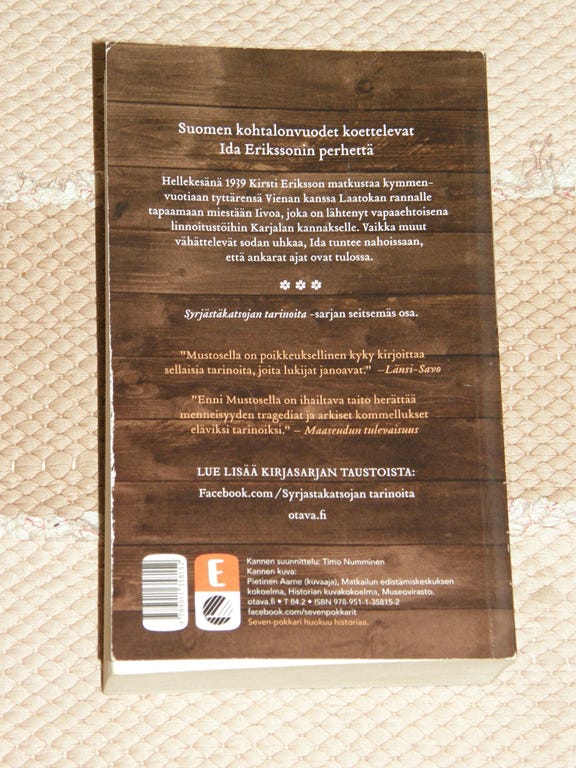 Suomen kohtalonvuodet koettelevat
Ida Erikssonin perhettä
Hellekesänä 1939 Kirsti Eriksson matkustaa kymmen-
vuotiaan tyttärensä Vienan kanssa Laatokan rannalle
tapaamaan miestään Iivoa, joka on lähtenyt vapaaehtoisena
linnoitustöihin Karjalan kannakselle. Vaikka muut
vähättelevät sodan uhkaa, Ida tuntee nahoissaan,
että ankarat ajat ovat tulossa.
Syrjästäkatsojan tarinoita -sarjan seitsemäs osa.
”Mustosella on poikkeuksellinen kyky kirjoittaa
sellaisia tarinoita, joita lukijat janoavat.” –Länsi-Savo
”Enni Mustosella on ihailtava taito herättää
menneisyyden tragediat ja arkiset kommellukset
eläviksi tarinoiksi.” – Maaseudun tulevaisuus
LUE LISÄÄ KIRJASARJAN TAUSTOISTA:
Facebook.com/Syrjastakatsojan tarinoita
otava.fi
E
Kannen suunnittelu: Timo Numminen
Kannen kuva:
Pietinen Aarne (kuvaaja), Matkailun edistämiskeskuksen
kokoelma, Historian kuvakokoelma, Museovirasto.
otava.fi • T 84.2 • ISBN 978-951-1-35815-2
facebook.com/sevenpokkarit
Seven-pokkari huokuu historiaa.